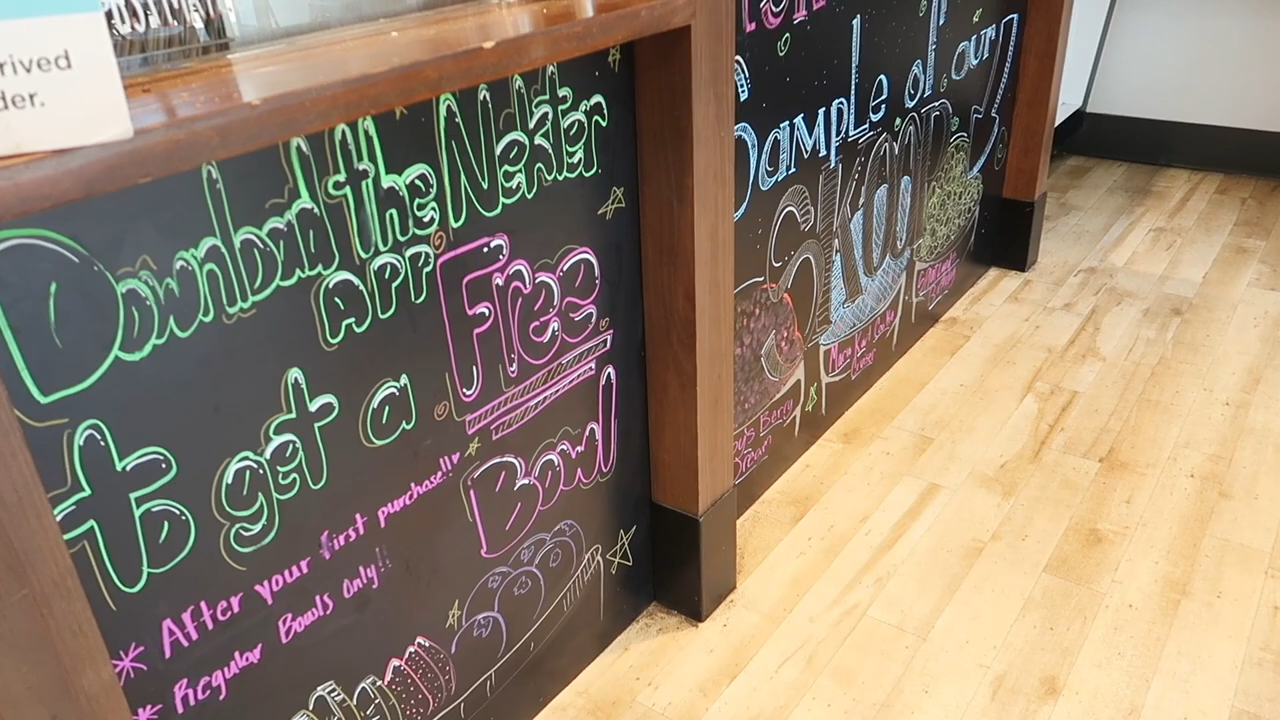 rived
der.
Download the Nekter
APP
to get a Free
Bowl
* After your first purchase!!
* Regular Bowls Only!!
Sample of our
SKOOP
Berry
Dream